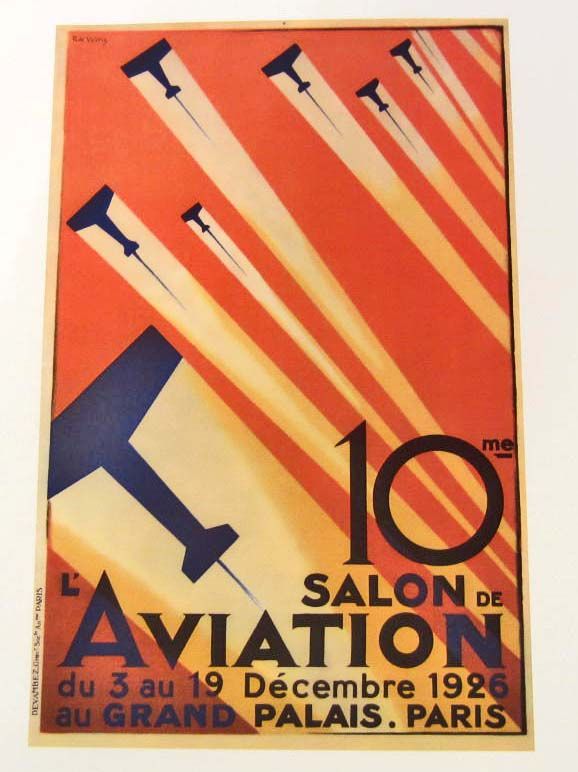 10me
SALON DE
L'AVIATION
du 3 au 19 Décembre 1926
au GRAND PALAIS. PARIS